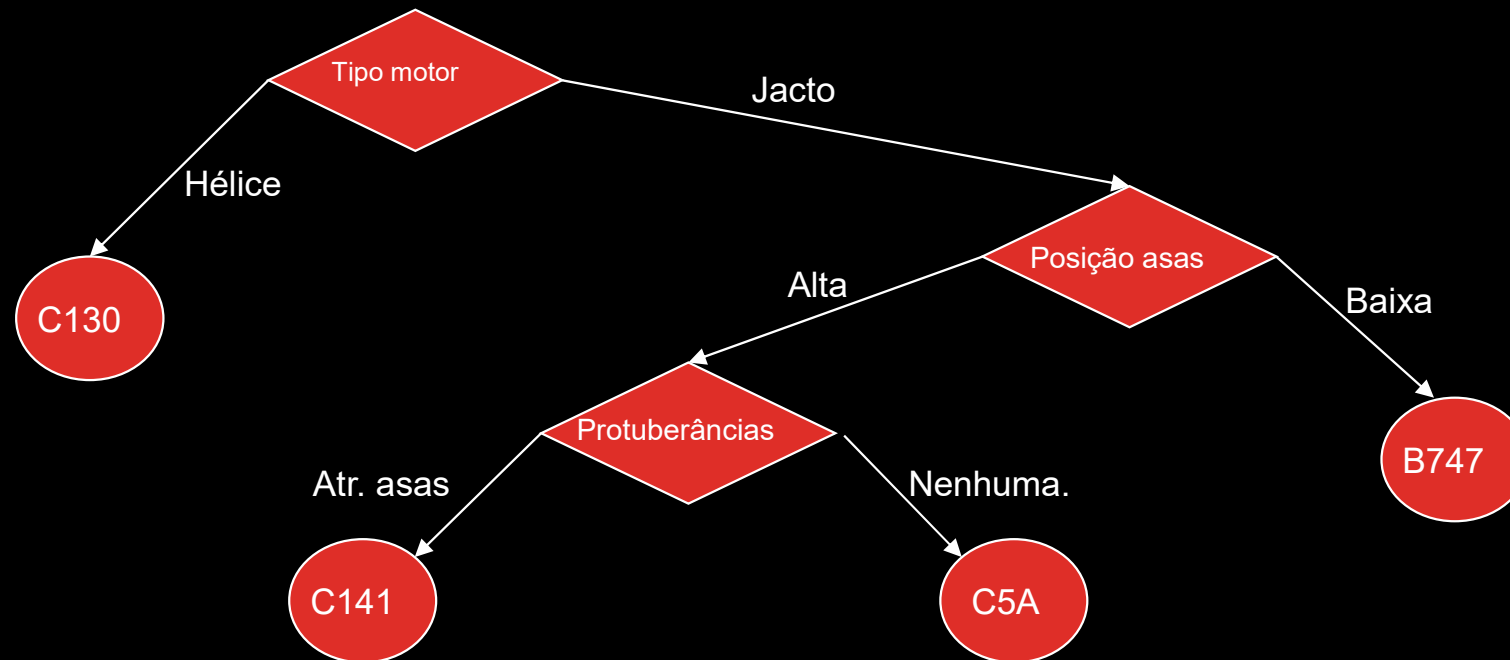 Tipo motor
Jacto
Hélice
Posição asas
Alta
Baixa
C130
Protuberâncias
B747
Atr. asas
Nenhuma.
C141
C5A